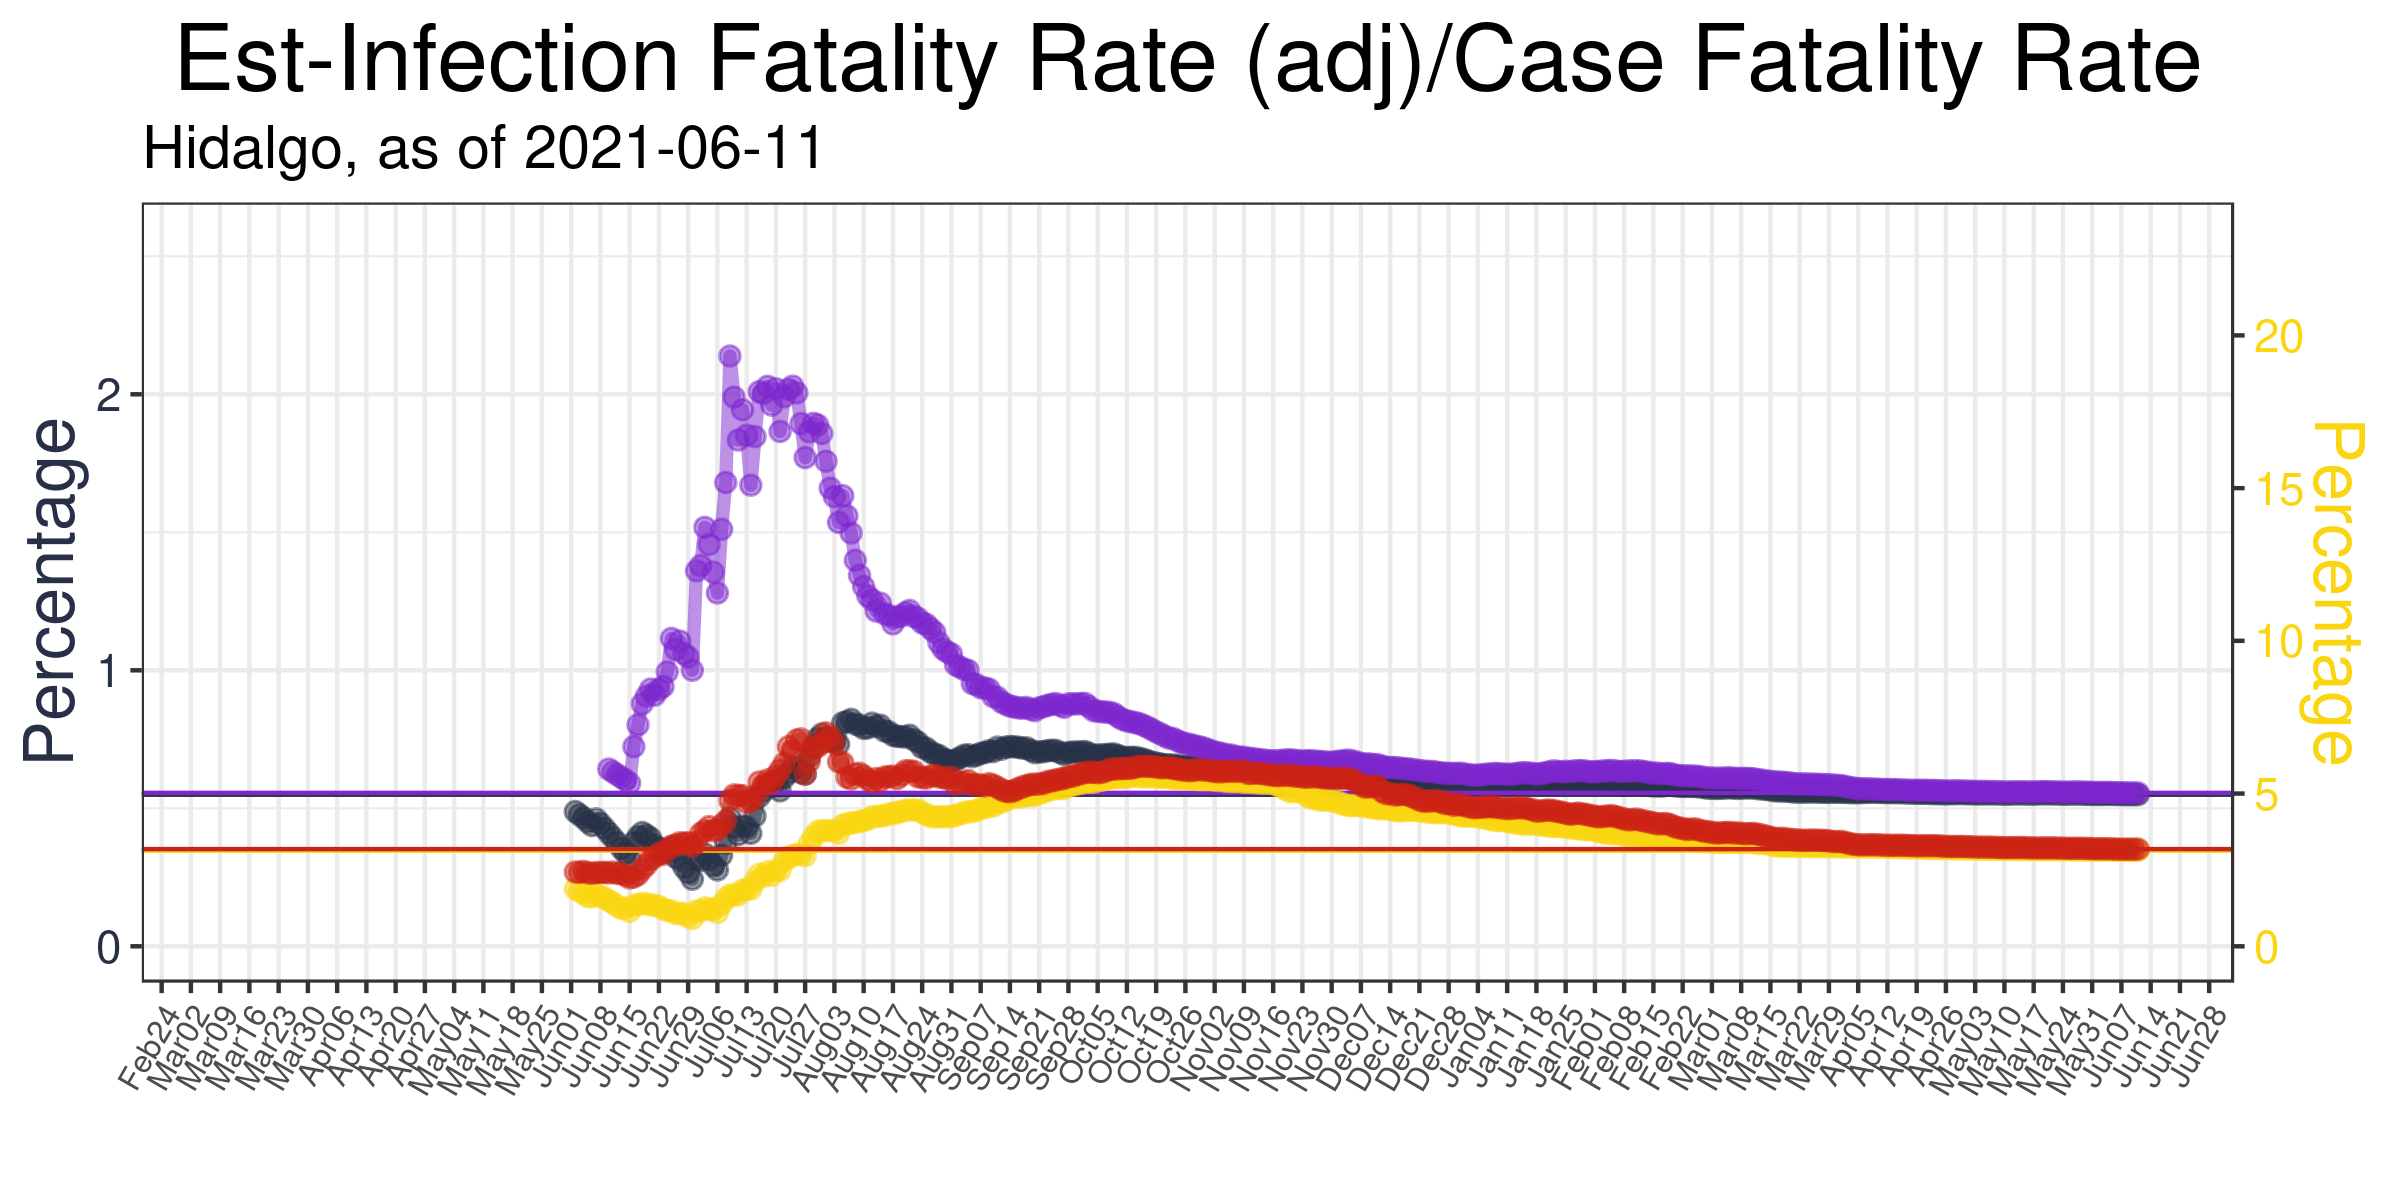 Est-Infection Fatality Rate (adj)/Case Fatality Rate
Hidalgo, as of 2021-06-11
Percentage
2
1
0
20
15
10
5
0
Percentage
Feb24
Mar02
Mar09
Mar16
Mar23
Mar30
Apr06
Apr13
Apr20
Apr27
May04
May11
May18
May25
Jun01
Jun08
Jun15
Jun22
Jun29
Jul06
Jul13
Jul20
Jul27
Aug03
Aug10
Aug17
Aug24
Aug31
Sep07
Sep14
Sep21
Sep28
Oct05
Oct12
Oct19
Oct26
Nov02
Nov09
Nov16
Nov23
Nov30
Dec07
Dec14
Dec21
Dec28
Jan04
Jan11
Jan18
Jan25
Feb01
Feb08
Feb15
Feb22
Mar01
Mar08
Mar15
Mar22
Mar29
Apr05
Apr12
Apr19
Apr26
May03
May10
May17
May24
May31
Jun07
Jun14
Jun21
Jun28